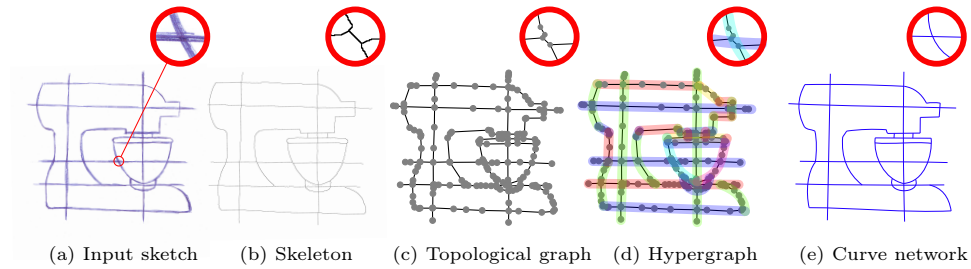 (a) Input sketch (b) Skeleton (c) Topological graph (d) Hypergraph (e) Curve network